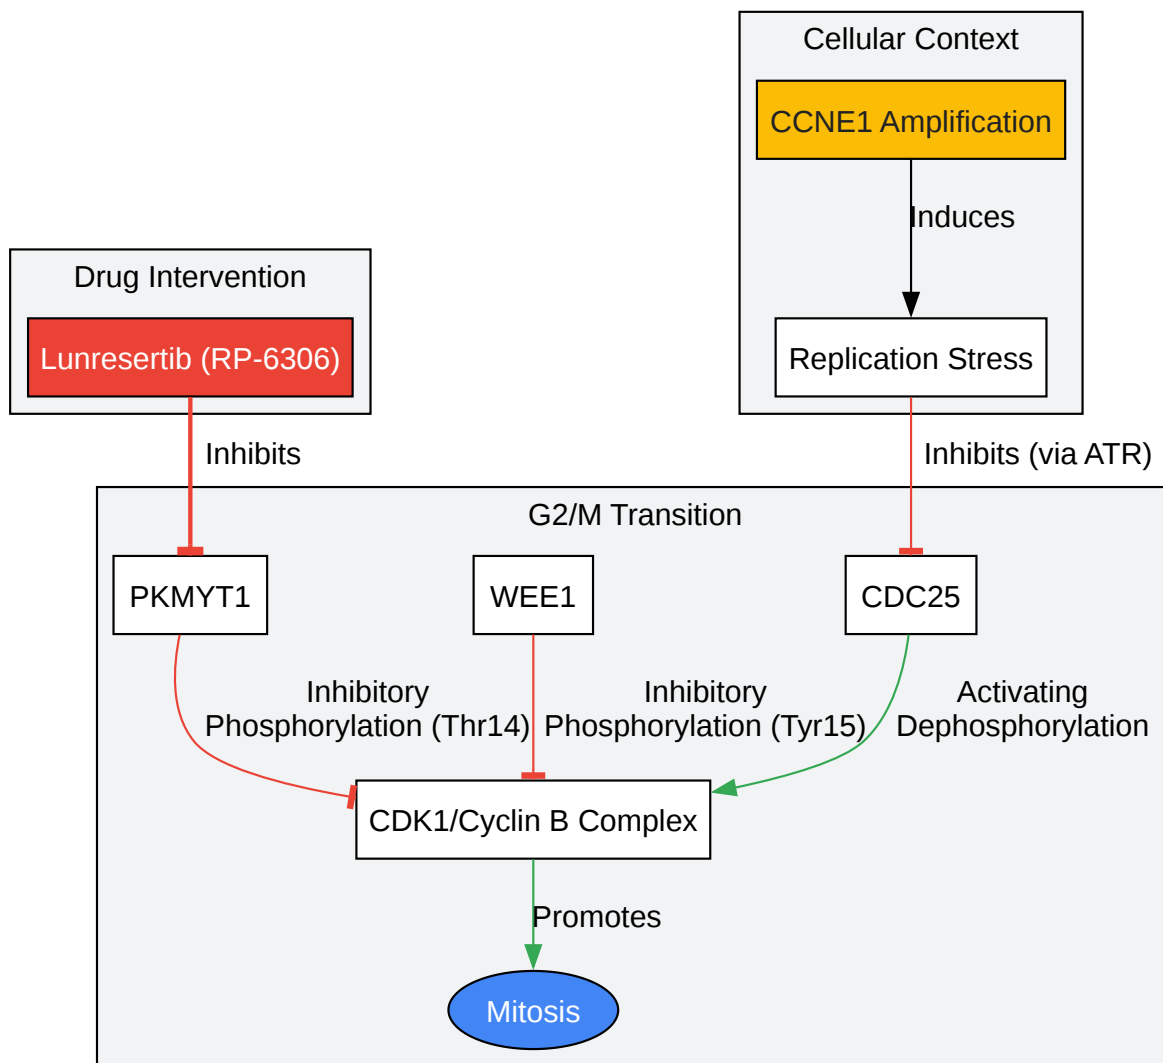 Cellular Context
CCNE1 Amplification
Induces
Drug Intervention
Lunresertib (RP-6306)
Replication Stress
Inhibits
Inhibits (via ATR)
G2/M Transition
PKMYT1
WEE1
CDC25
Inhibitory
Phosphorylation (Thr14)
Inhibitory
Phosphorylation (Tyr15)
Activating
Dephosphorylation
CDK1/Cyclin B Complex
Promotes
Mitosis